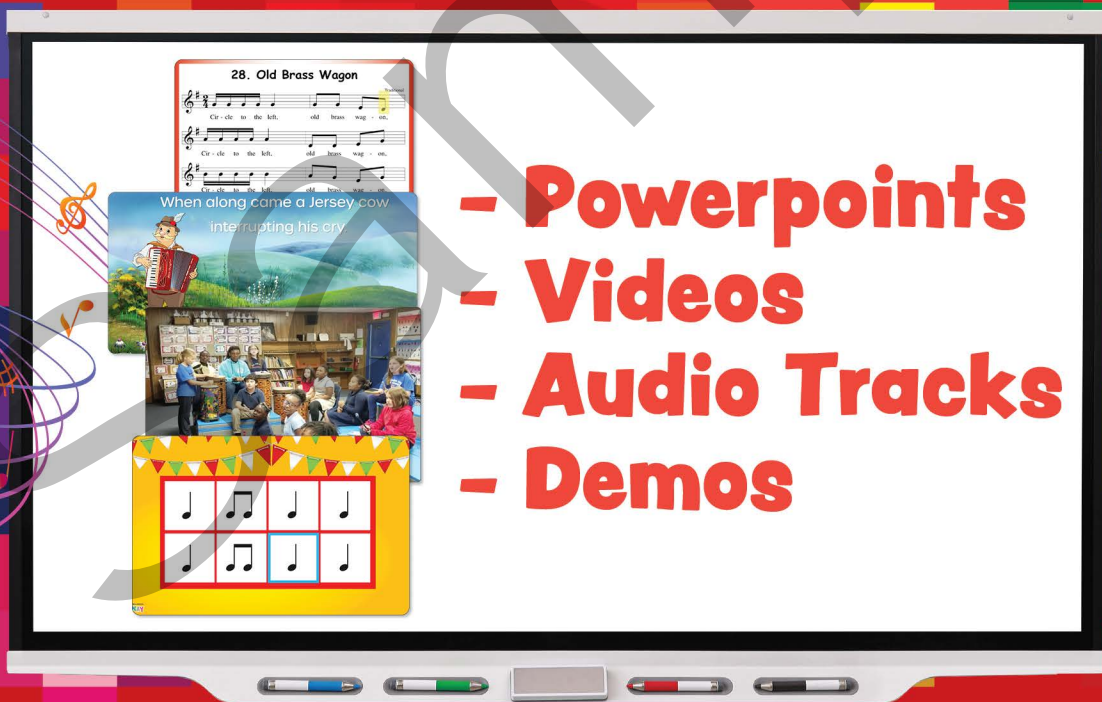 28. Old Brass Wagon
Traditional
Cir - cle to the left, old brass wag - on,
Cir - cle to the left, old brass wag - on,
Cir - cle to the left, old brass wag - on,
When along came a Jersey cow
interrupting his cry
- Powerpoints
- Videos
- Audio Tracks
- Demos